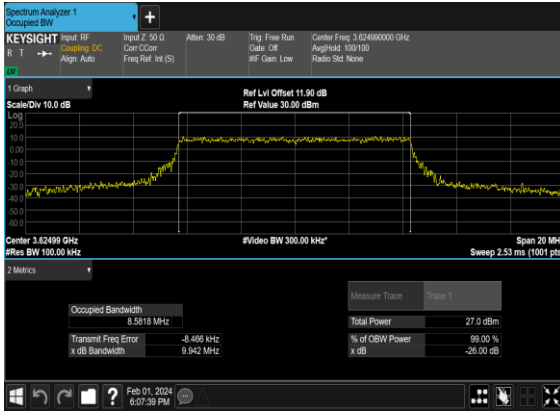 Spectrum Analyzer 1
Occupied BW
+
KEYSIGHT
R T
LXI
Input: RF
Coupling: DC
Align: Auto
Input Z: 50 Ω
Corr CCorr
Freq Ref: Int (S)
Atten: 30 dB
Trig: Free Run
Gate: Off
#IF Gain: Low
Center Freq: 3.624990000 GHz
Avg|Hold: 100/100
Radio Std: None
1 Graph
Scale/Div 10.0 dB
Ref Lvl Offset 11.90 dB
Ref Value 30.00 dBm
Log
20.0
10.0
0.00
-10.0
-20.0
-30.0
-40.0
-50.0
-60.0
Center 3.62499 GHz
#Res BW 100.00 kHz
#Video BW 300.00 kHz*
Span 20 MH
Sweep 2.53 ms (1001 pts
2 Metrics
Measure Trace Trace 1
Occupied Bandwidth
8.5818 MHz
Total Power 27.0 dBm
Transmit Freq Error -8.466 kHz
% of OBW Power 99.00 %
x dB Bandwidth 9.942 MHz
x dB -26.00 dB
?
Feb 01, 2024
6:07:39 PM